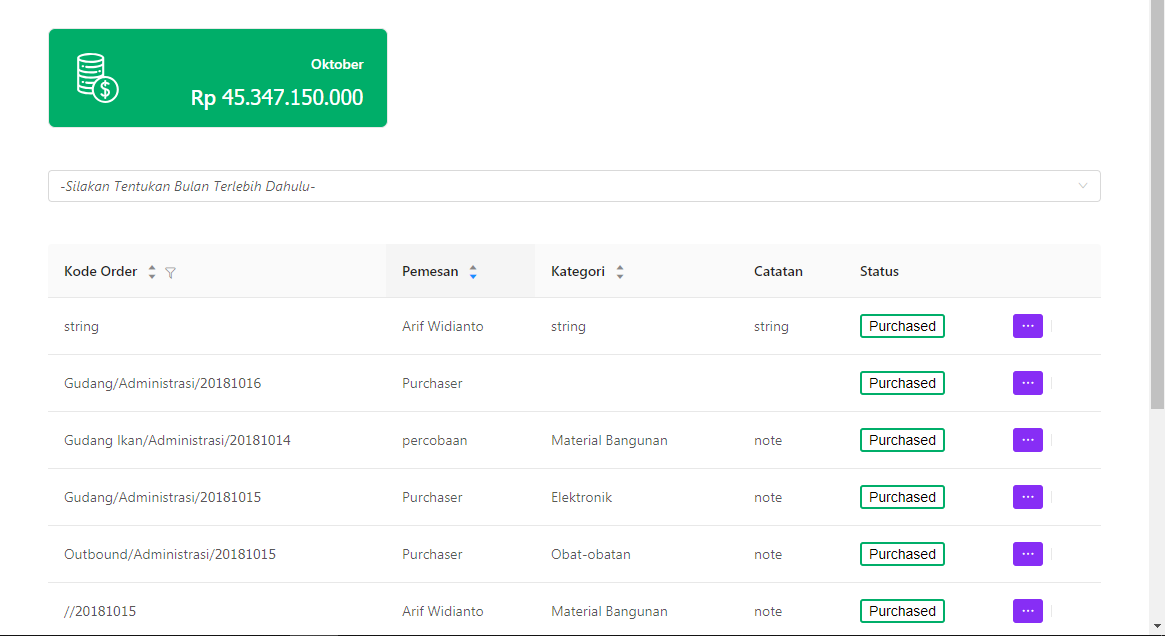 Oktober
Rp 45.347.150.000
-Silakan Tentukan Bulan Terlebih Dahulu-
Kode Order Pemesan Kategori Catatan Status
string Arif Widianto string string Purchased
Gudang/Administrasi/20181016 Purchaser Purchased
Gudang Ikan/Administrasi/20181014 percobaan Material Bangunan note Purchased
Gudang/Administrasi/20181015 Purchaser Elektronik note Purchased
Outbound/Administrasi/20181015 Purchaser Obat-obatan note Purchased
//20181015 Arif Widianto Material Bangunan note Purchased